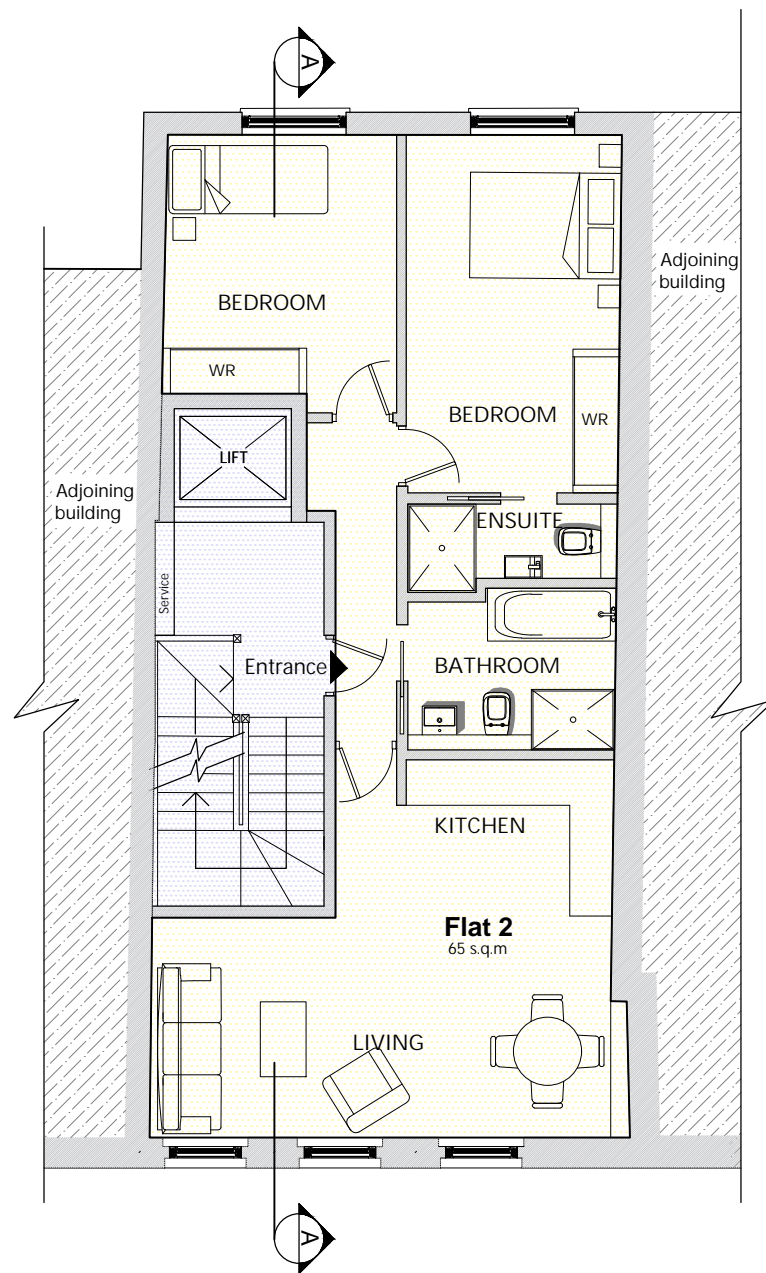 A
Adjoining
building
BEDROOM
WR
BEDROOM
WR
LIFT
Adjoining
building
ENSUITE
Service
Entrance
BATHROOM
KITCHEN
Flat 2
65 s.q.m
LIVING
A